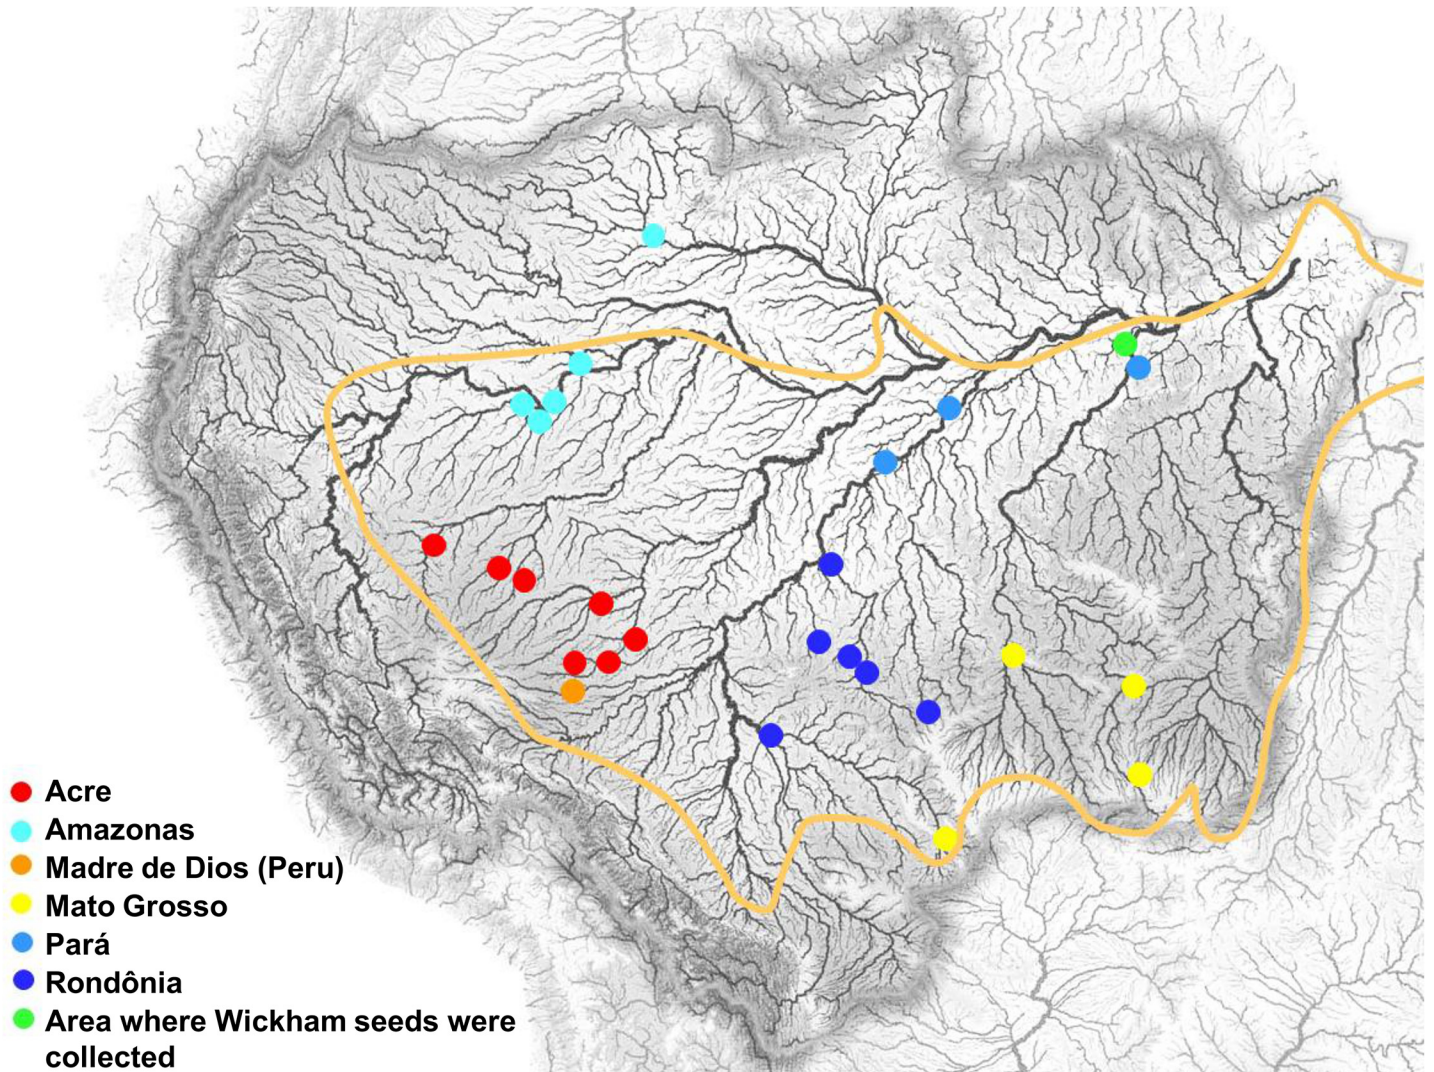 Acre
Amazonas
Madre de Dios (Peru)
Mato Grosso
Pará
Rondônia
Area where Wickham seeds were
collected